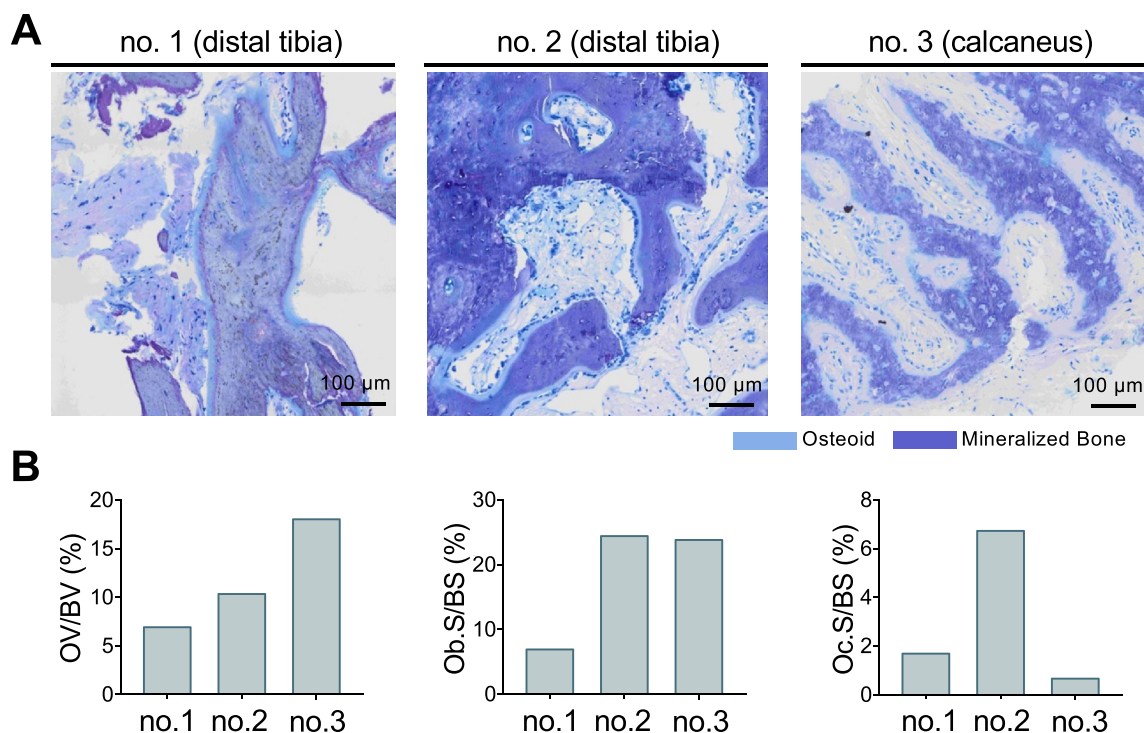 A
no. 1 (distal tibia)
no. 2 (distal tibia)
no. 3 (calcaneus)
100 µm
100 µm
100 µm
Osteoid
Mineralized Bone
B
OV/BV (%)
20
15
10
5
0
no.1
no.2
no.3
Ob.S/BS (%)
30
20
10
0
no.1
no.2
no.3
Oc.S/BS (%)
8
6
4
2
0
no.1
no.2
no.3